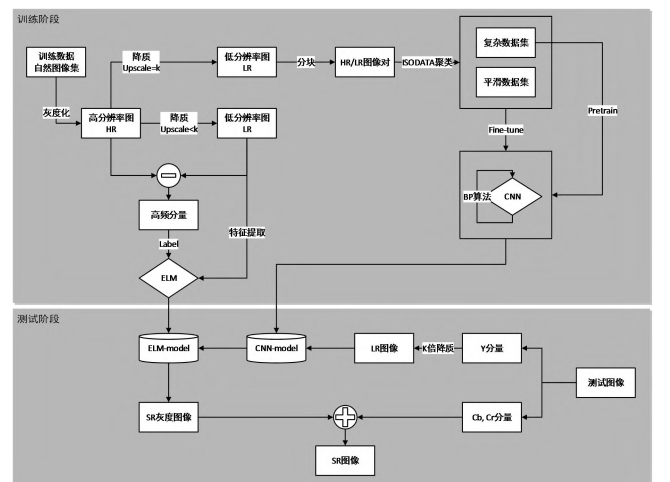 训练阶段
训练数据
自然图像集
降质
Upscale=k
低分辨率图
LR
分块
HR/LR图像对
ISODATA聚类
复杂数据集
平滑数据集
灰度化
高分辨率图
HR
降质
Upscale<k
低分辨率图
LR
Pretrain
Fine-tune
高频分量
特征提取
Label
ELM
BP算法
CNN
测试阶段
ELM-model
CNN-model
LR图像
K倍降质
Y分量
测试图像
SR灰度图像
Cb, Cr分量
SR图像